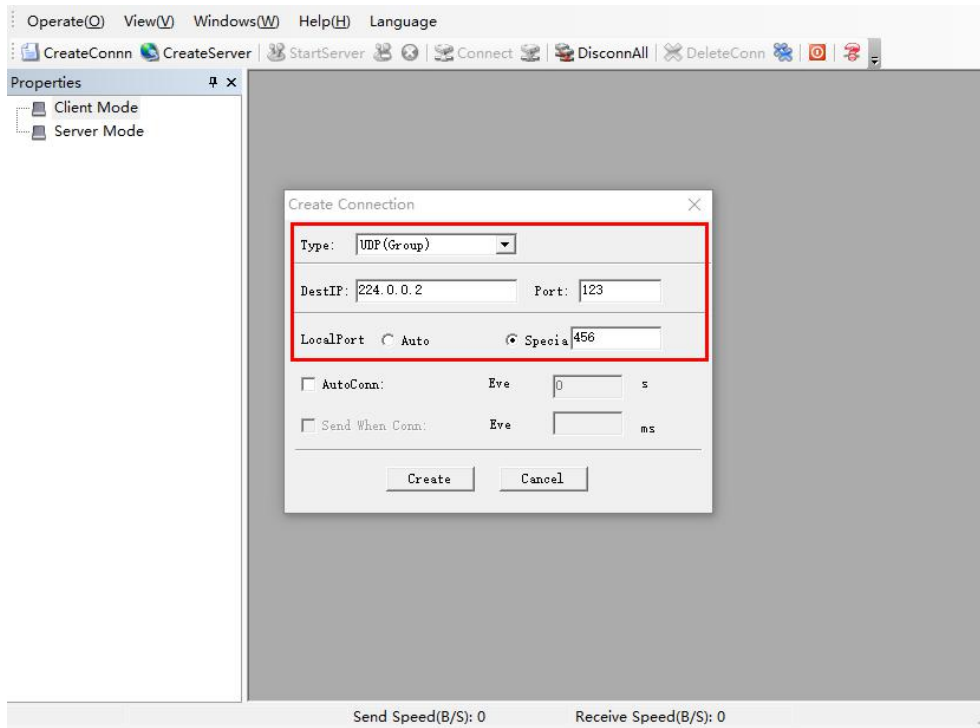 Operate(O) View(V) Windows(W) Help(H) Language
CreateConnn CreateServer StartServer Connect DisconnAll DeleteConn
Properties
Client Mode
Server Mode
Create Connection
Type: UDP(Group)
DestIP: 224.0.0.2 Port: 123
LocalPort Auto Specia 456
AutoConn: Eve 0 s
Send When Conn: Eve ms
Create Cancel
Send Speed(B/S): 0 Receive Speed(B/S): 0